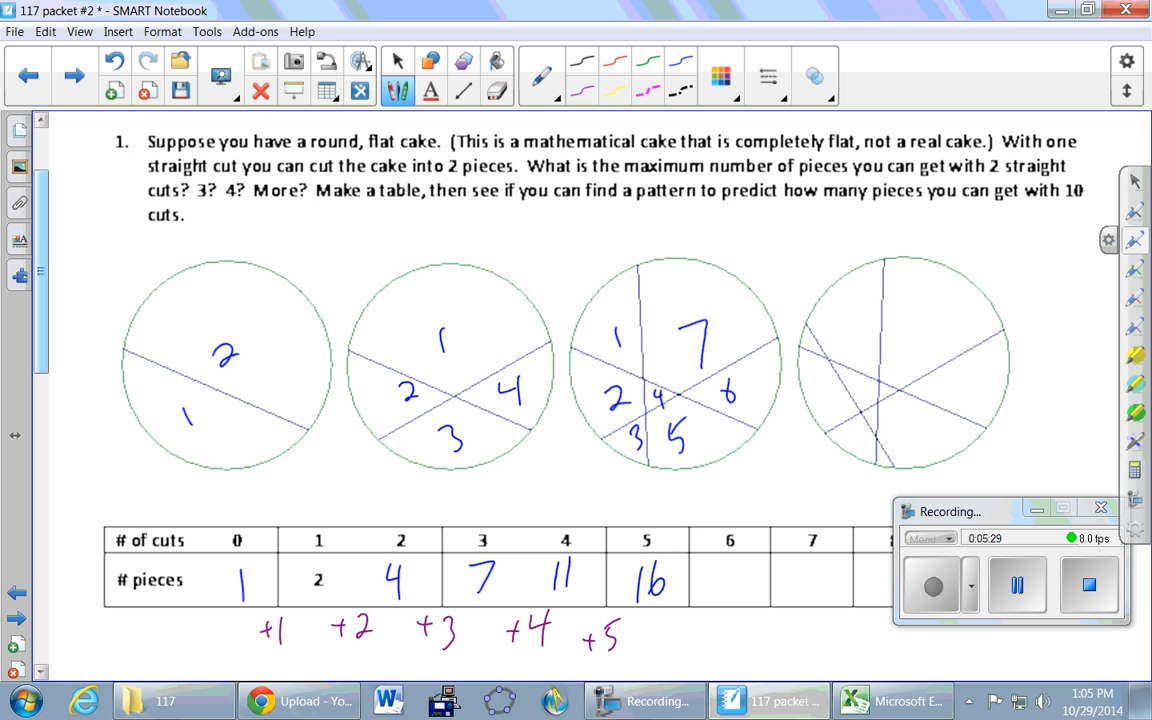 117 packet #2 * - SMART Notebook
File Edit View Insert Format Tools Add-ons Help
1. Suppose you have a round, flat cake. (This is a mathematical cake that is completely flat, not a real cake.) With one
straight cut you can cut the cake into 2 pieces. What is the maximum number of pieces you can get with 2 straight
cuts? 3? 4? More? Make a table, then see if you can find a pattern to predict how many pieces you can get with 10
cuts.
2
1
1
2 4
3
1 7
2 4 6
3 5
# of cuts 0 1 2 3 4 5 6 7
# pieces 1 2 4 7 11 16
+1 +2 +3 +4 +5
Recording...
Menu 0:05:29 8.0 fps
117 Upload - Yo... Recording... 117 packet ... Microsoft E... 1:05 PM
10/29/2014